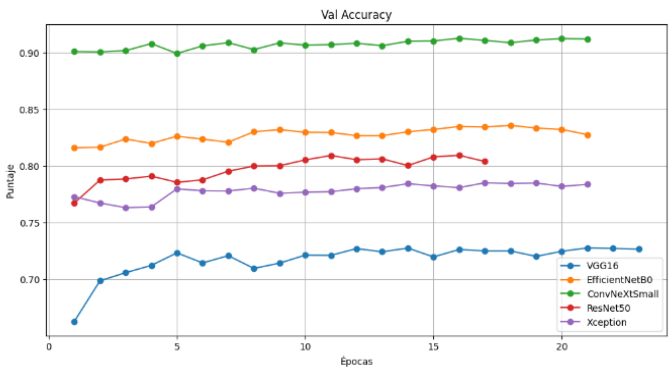 Val Accuracy
Puntaje
0.90
0.85
0.80
0.75
0.70
0
5
10
15
20
Épocas
VGG16
EfficientNetB0
ConvNeXtSmall
ResNet50
Xception